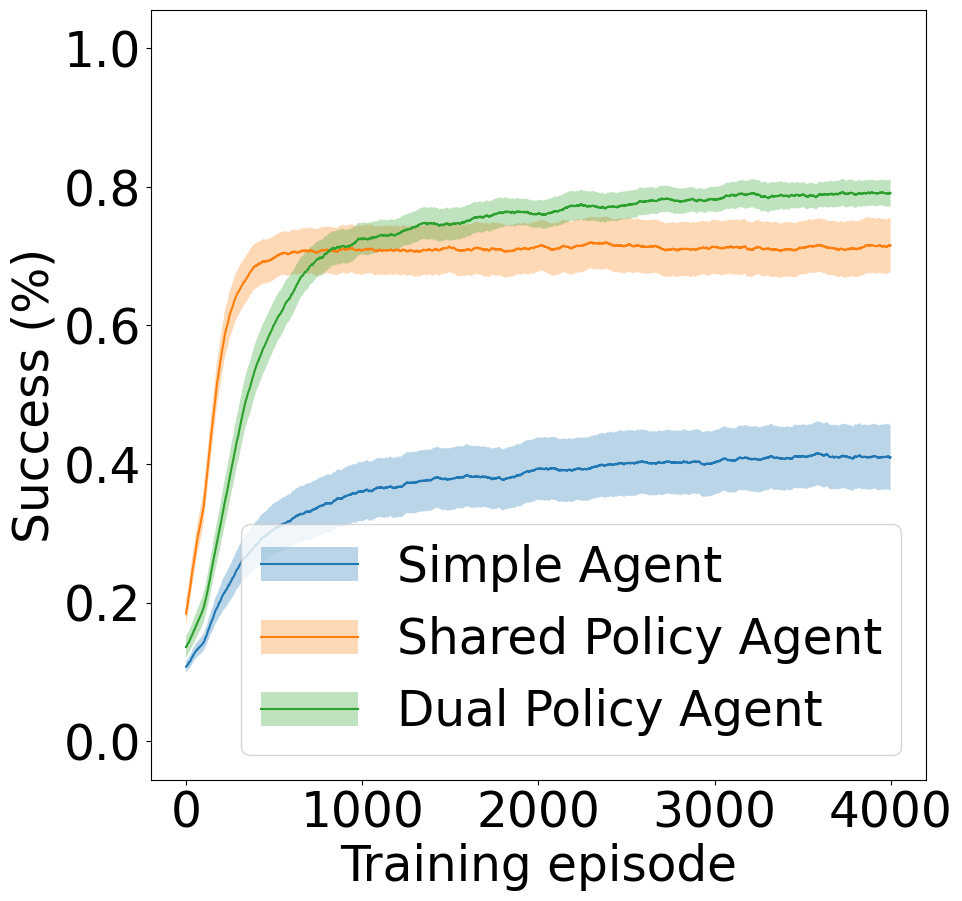 1.0
0.8
0.6
0.4
0.2
0.0
Success (%)
Simple Agent
Shared Policy Agent
Dual Policy Agent
0 1000 2000 3000 4000
Training episode